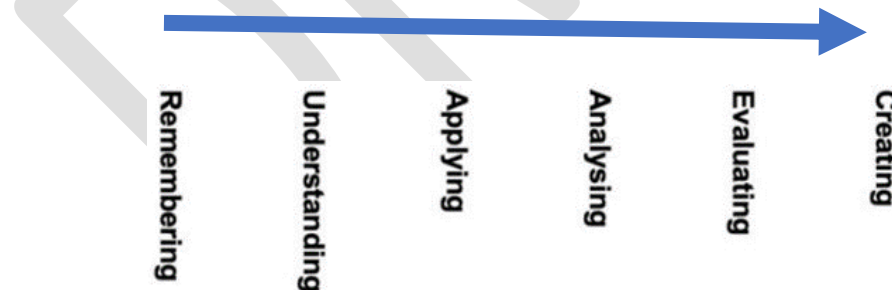 Remembering
Understanding
Applying
Analysing
Evaluating
Creating